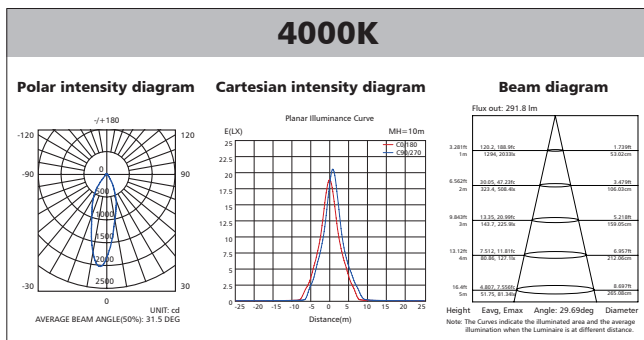 4000K
Polar intensity diagram
-/+180
-120
120
-90
90
0
500
1000
1500
2000
2500
-30
30
0
UNIT: cd
AVERAGE BEAM ANGLE(50%): 31.5 DEG
Cartesian intensity diagram
Planar Illuminance Curve
E(LX)
MH=10m
C0/180
C90/270
25
22.5
20
17.5
15
12.5
10
7.5
5
2.5
0
-25 -20 -15 -10 -5 0 5 10 15 20 25
Distance(m)
Beam diagram
Flux out: 291.8 lm
3.281ft 120.2, 188.9fc 1.739ft
1m 1294, 2033lx 53.02cm
6.562ft 30.05, 47.23fc 3.479ft
2m 323.4, 508.4lx 106.03cm
9.843ft 13.35, 20.99fc 5.218ft
3m 143.7, 225.9lx 159.05cm
13.12ft 7.512, 11.81fc 6.957ft
4m 80.86, 127.1lx 212.06cm
16.4ft 4.807, 7.556fc 8.697ft
5m 51.75, 81.34lx 265.08cm
Height Eavg, Emax Angle: 29.69deg Diameter
Note: The Curves indicate the illuminated area and the average
illumination when the Luminaire is at different distance.